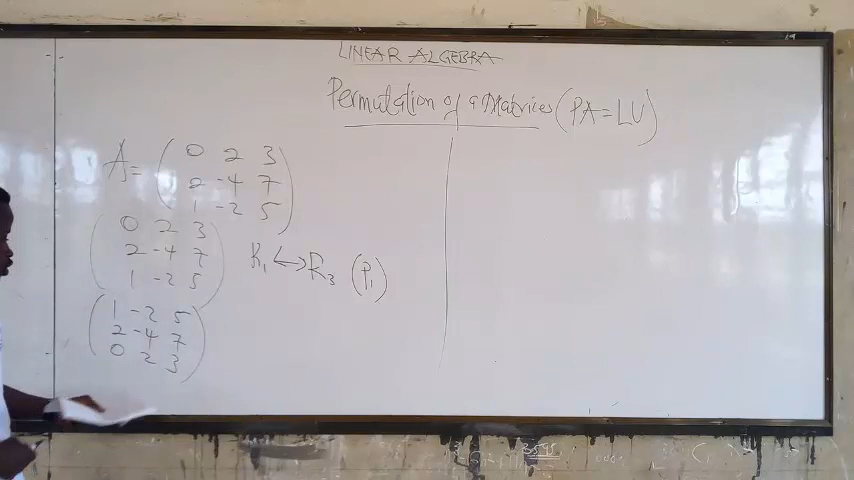 LINEAR ALGEBRA
Permutation of a Matrices (PA=LU)
A = ( 0 2 3
2 -4 7
1 -2 5 )
( 0 2 3
2 -4 7
1 -2 5 ) R₁ ↔ R₃ (P₁)
( 1 -2 5
2 -4 7
0 2 3 )